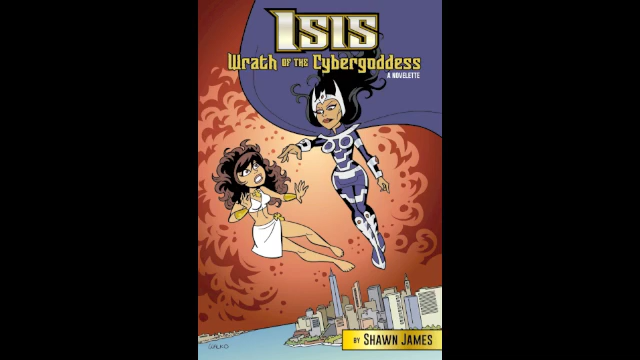 ISIS
Wrath of the Cybergoddess
A NOVELETTE
BY SHAWN JAMES